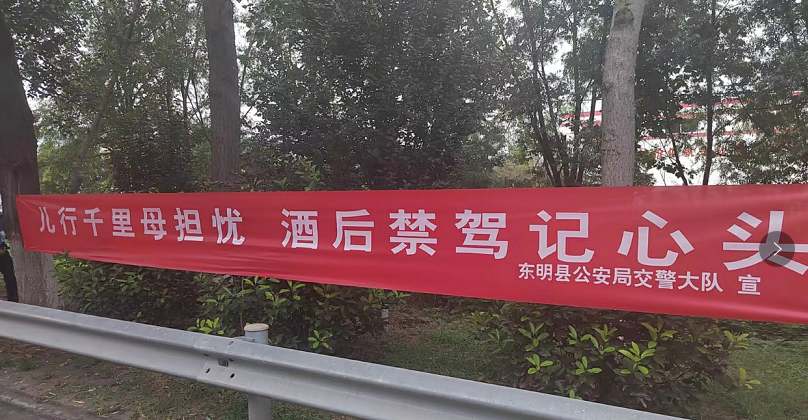 儿行千里母担忧 酒后禁驾记心头
东明县公安局交警大队 宣